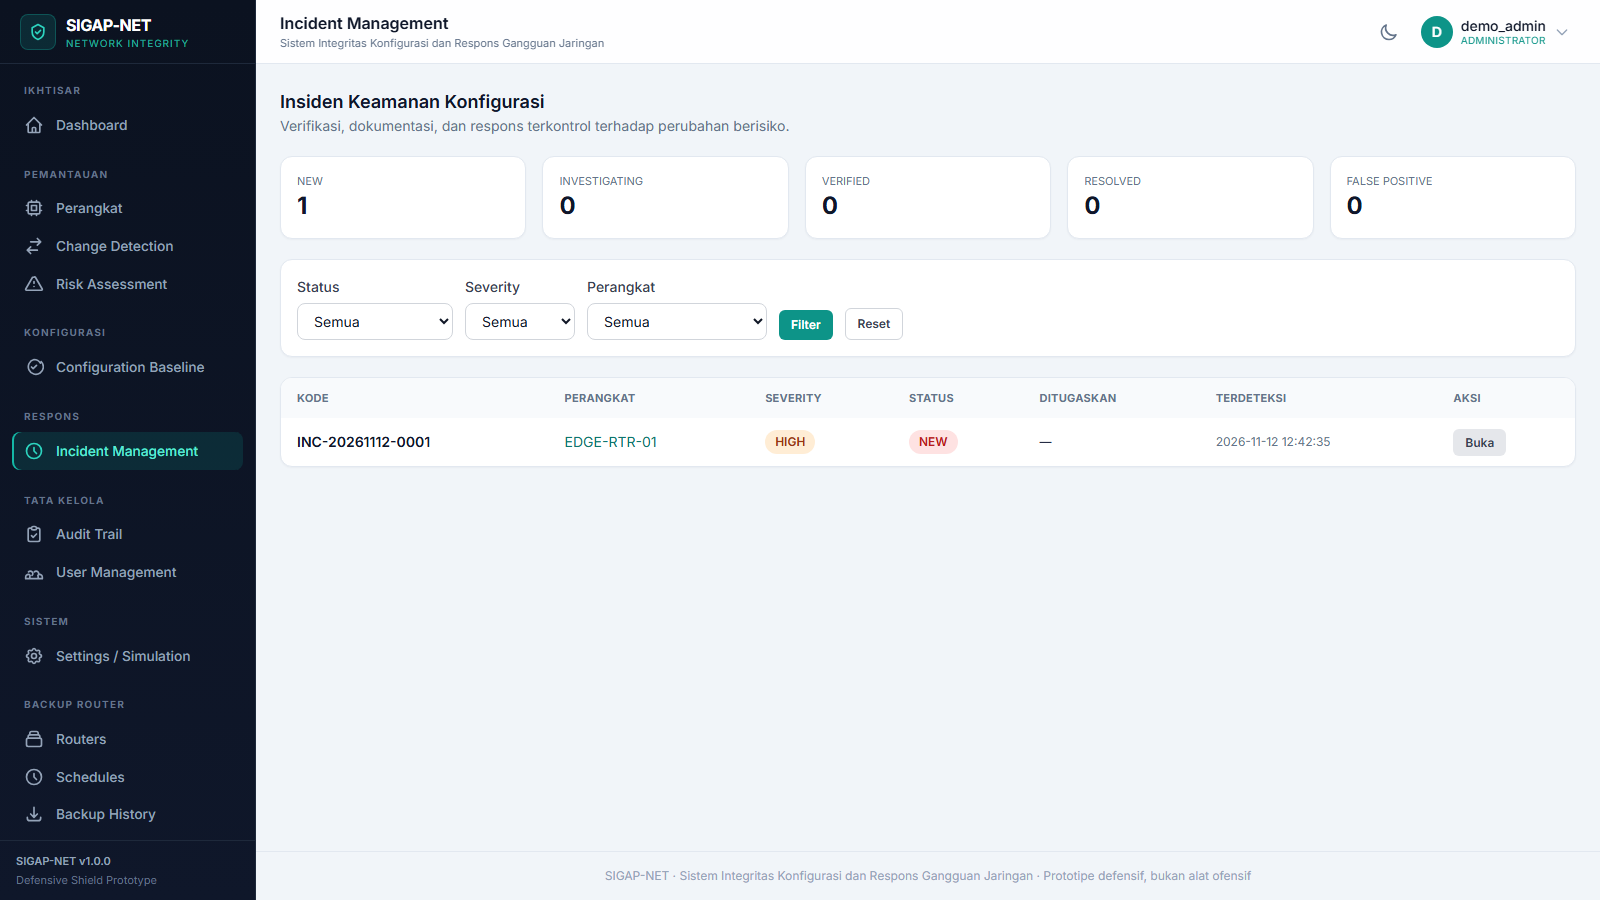 SIGAP-NET
NETWORK INTEGRITY
IKHTISAR
Dashboard
PEMANTAUAN
Perangkat
Change Detection
Risk Assessment
KONFIGURASI
Configuration Baseline
RESPONS
Incident Management
TATA KELOLA
Audit Trail
User Management
SISTEM
Settings / Simulation
BACKUP ROUTER
Routers
Schedules
Backup History
SIGAP-NET v1.0.0
Defensive Shield Prototype
Incident Management
Sistem Integritas Konfigurasi dan Respons Gangguan Jaringan
D
demo_admin
ADMINISTRATOR
Insiden Keamanan Konfigurasi
Verifikasi, dokumentasi, dan respons terkontrol terhadap perubahan berisiko.
NEW
1
INVESTIGATING
0
VERIFIED
0
RESOLVED
0
FALSE POSITIVE
0
Status
Semua
Severity
Semua
Perangkat
Semua
Filter
Reset
KODE PERANGKAT SEVERITY STATUS DITUGASKAN TERDETEKSI AKSI
INC-20261112-0001 EDGE-RTR-01 HIGH NEW — 2026-11-12 12:42:35 Buka
SIGAP-NET · Sistem Integritas Konfigurasi dan Respons Gangguan Jaringan · Prototipe defensif, bukan alat ofensif